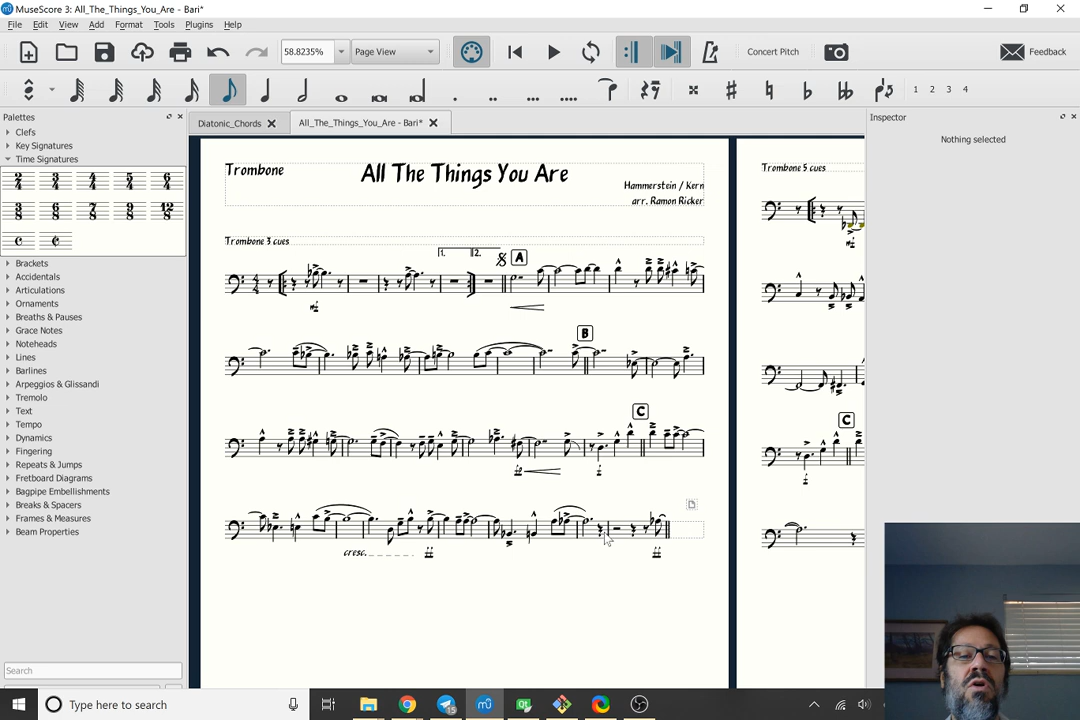 MuseScore 3: All_The_Things_You_Are - Bari*
File Edit View Add Format Tools Plugins Help
58.8235% Page View Concert Pitch Feedback
1 2 3 4
Palettes
Clefs
Key Signatures
Time Signatures
Brackets
Accidentals
Articulations
Ornaments
Breaths & Pauses
Grace Notes
Noteheads
Lines
Barlines
Arpeggios & Glissandi
Tremolo
Text
Tempo
Dynamics
Fingering
Repeats & Jumps
Fretboard Diagrams
Bagpipe Embellishments
Breaks & Spacers
Frames & Measures
Beam Properties
Search
Diatonic_Chords All_The_Things_You_Are - Bari*
Trombone
All The Things You Are
Hammerstein / Kern
arr. Ramon Ricker
Trombone 3 cues
1. 2. A
B
C
cresc.
Trombone 5 cues
C
Inspector
Nothing selected
Type here to search
15